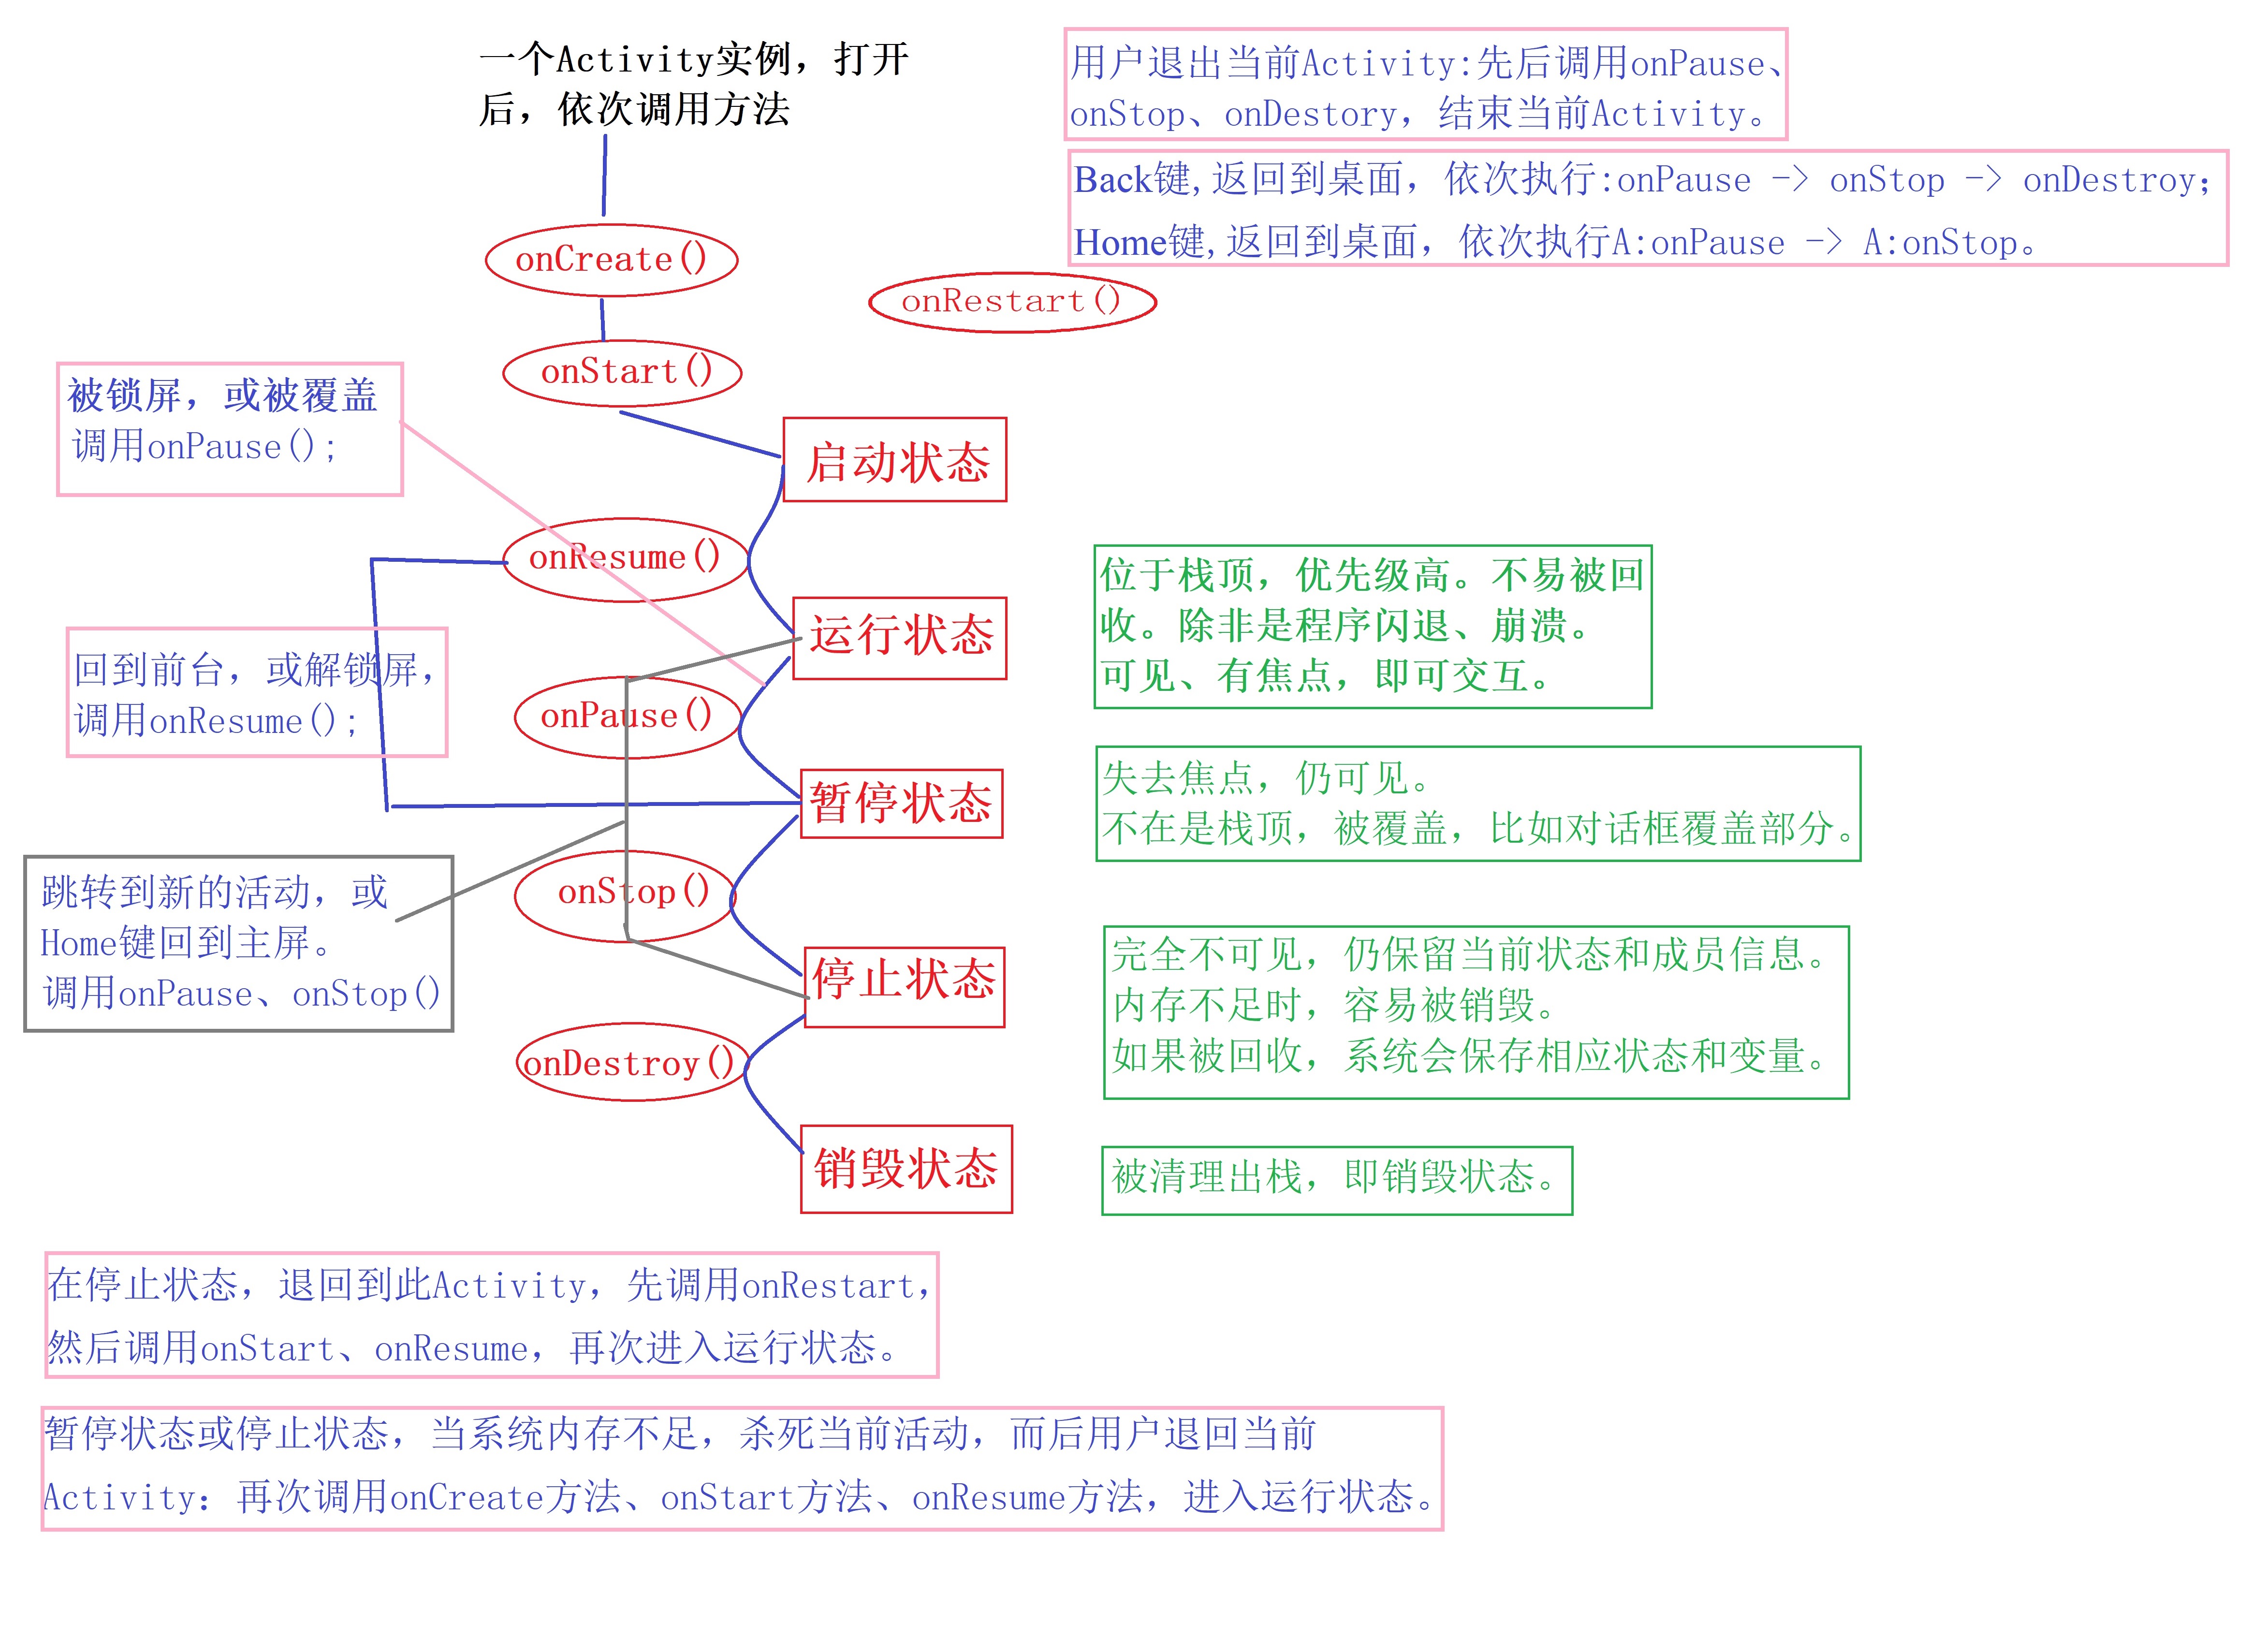 一个Activity实例，打开
后，依次调用方法
用户退出当前Activity:先后调用onPause、
onStop、onDestory，结束当前Activity。
Back键,返回到桌面，依次执行:onPause -> onStop -> onDestroy；
Home键,返回到桌面，依次执行A:onPause -> A:onStop。
onCreate()
onRestart()
onStart()
被锁屏，或被覆盖
调用onPause();
启动状态
onResume()
运行状态
位于栈顶，优先级高。不易被回
收。除非是程序闪退、崩溃。
可见、有焦点，即可交互。
回到前台，或解锁屏，
调用onResume();
onPause()
暂停状态
失去焦点，仍可见。
不在是栈顶，被覆盖，比如对话框覆盖部分。
跳转到新的活动，或
Home键回到主屏。
调用onPause、onStop()
onStop()
停止状态
完全不可见，仍保留当前状态和成员信息。
内存不足时，容易被销毁。
如果被回收，系统会保存相应状态和变量。
onDestroy()
销毁状态
被清理出栈，即销毁状态。
在停止状态，退回到此Activity，先调用onRestart，
然后调用onStart、onResume，再次进入运行状态。
暂停状态或停止状态，当系统内存不足，杀死当前活动，而后用户退回当前
Activity：再次调用onCreate方法、onStart方法、onResume方法，进入运行状态。